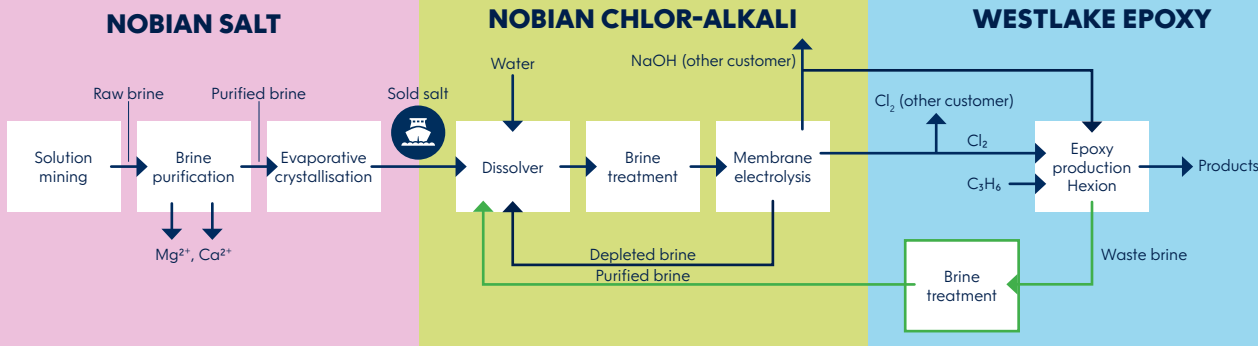 NOBIAN SALT
NOBIAN CHLOR-ALKALI
WESTLAKE EPOXY
Raw brine
Purified brine
Sold salt
Water
NaOH (other customer)
Cl₂ (other customer)
Solution
mining
Brine
purification
Evaporative
crystallisation
Dissolver
Brine
treatment
Membrane
electrolysis
Cl₂
C₃H₆
Epoxy
production
Hexion
Products
Mg²⁺, Ca²⁺
Depleted brine
Purified brine
Waste brine
Brine
treatment